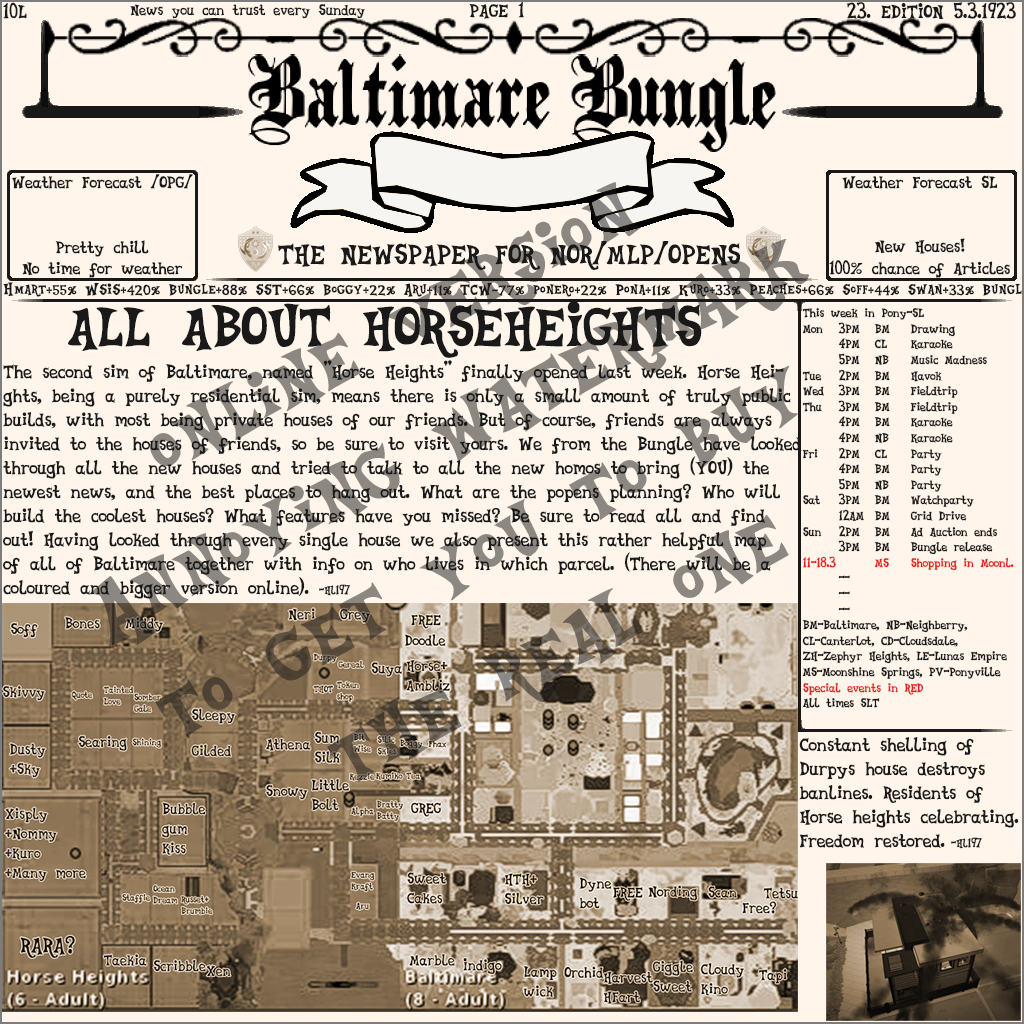 10L
News you can trust every Sunday
PAGE 1
23. EDITION 5.3.1923
Baltimare Bungle
Weather Forecast /OPG/
Pretty chill
No time for weather
Weather Forecast SL
New Houses!
100% chance of Articles
THE NEWSPAPER FOR NOR/MLP/OPENS
HMART+55% WSIS+420% BUNGLE+88% SST+66% BOGGY+22% ARU+11% TCW-77% PONERO+22% PONA+11% KURO+33% PEACHES+66% SOFF+44% SWAN+33% BUNGL
ALL ABOUT HORSEHEIGHTS
The second sim of Baltimare, named "Horse Heights" finally opened last week. Horse Hei-
ghts, being a purely residential sim, means there is only a small amount of truly public
builds, with most being private houses of our friends. But of course, friends are always
invited to the houses of friends, so be sure to visit yours. We from the Bungle have looked
through all the new houses and tried to talk to all the new homos to bring (YOU) the
newest news, and the best places to hang out. What are the popens planning? Who will
build the coolest houses? What features have you missed? Be sure to read all and find
out! Having looked through every single house we also present this rather helpful map
of all of Baltimare together with info on who lives in which parcel. (There will be a
coloured and bigger version online). -HL197
ONLINE VERSION
ANNOYING WATERMARK
TO GET YOU TO BUY
THE REAL ONE
This week in Pony-SL
Mon 3PM BM Drawing
4PM CL Karaoke
5PM NB Music Madness
Tue 2PM BM Havok
Wed 3PM BM Fieldtrip
Thu 3PM BM Fieldtrip
4PM BM Karaoke
4PM NB Karaoke
Fri 2PM CL Party
4PM BM Party
5PM NB Party
Sat 3PM BM Watchparty
12AM BM Grid Drive
Sun 2PM BM Ad Auction ends
3PM BM Bungle release
11-18.3 MS Shopping in Moonl.
---
---
---
BM-Baltimare, NB-Neighberry,
CL-Canterlot, CD-Cloudsdale,
ZH-Zephyr Heights, LE-Lunas Empire
MS-Moonshine Springs, PV-Ponyville
Special events in RED
All times SLT
Constant shelling of
Durpys house destroys
banlines. Residents of
Horse heights celebrating.
Freedom restored. -HL197
Soff
Bones
Middy
Neri
Grey
FREE
Doodle
Durpy
Cereal
Suya
Horse+
Ambliz
Skivvy
Quote
Tainted
Love
Somber
Gale
TGOT
Token
shop
Sleepy
Dusty
+Sky
Searing
Shining
Gilded
Athena
Sum
Silk
Bit
Wise
Boggy
Fhax
Snowy
Little
Bolt
Kuggle
Kumiko
Tea
Alpha
Bratty
Batty
GREG
Xisply
+Nommy
+Kuro
+Many more
Bubble
gum
Kiss
Staffie
Ocean
Dream
Russet+
Brumble
Evang
Kraft
Aru
Sweet
Cakes
HTH+
Silver
Dyne
bot
FREE
Nording
Scan
Tetsu
Free?
RARA?
Taekia
Scribble
Xen
Marble
Indigo
Lamp
wick
Orchid
Harvest
HFart
Giggle
Sweet
Cloudy
Kino
Tapi
Horse Heights
(6 - Adult)
Baltimare
(8 - Adult)